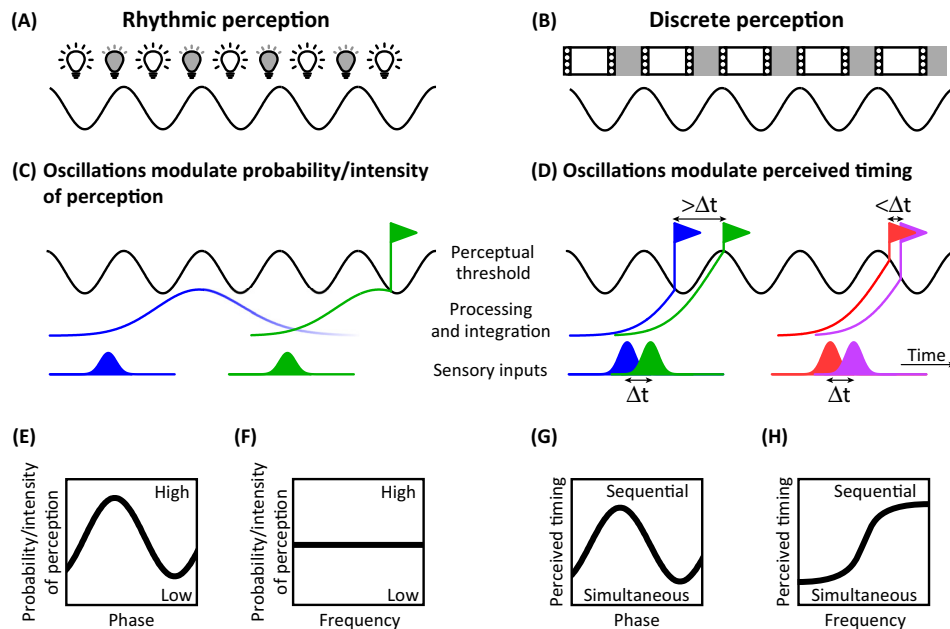 (A) Rhythmic perception
(B) Discrete perception
(C) Oscillations modulate probability/intensity
of perception
(D) Oscillations modulate perceived timing
>Δt
<Δt
Perceptual
threshold
Processing
and integration
Sensory inputs
Time
Δt
Δt
(E)
Probability/intensity
of perception
High
Low
Phase
(F)
Probability/intensity
of perception
High
Low
Frequency
(G)
Perceived timing
Sequential
Simultaneous
Phase
(H)
Perceived timing
Sequential
Simultaneous
Frequency